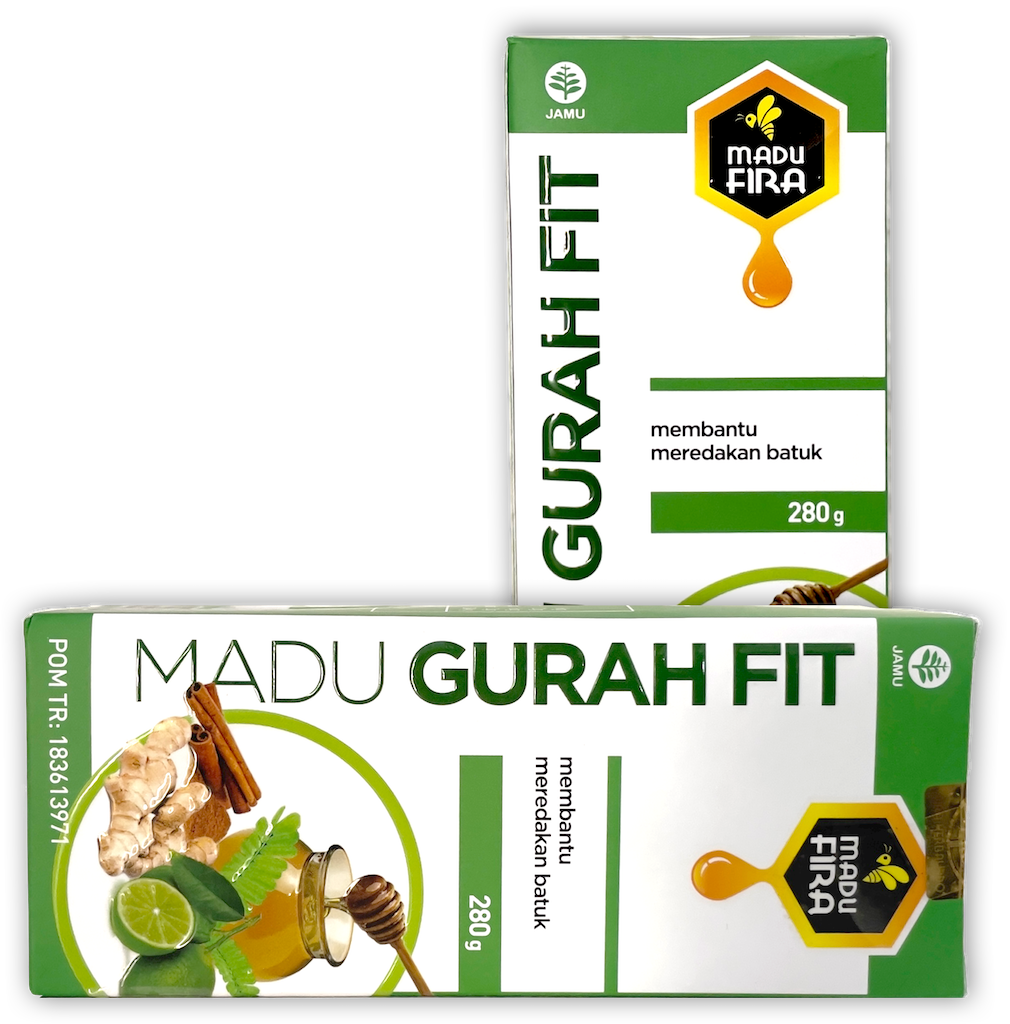 JAMU
MADU
FIRA
GURAH FIT
membantu
meredakan batuk
280 g
MADU GURAH FIT
POM TR: 183613971
JAMU
membantu
meredakan batuk
280 g
MADU
FIRA